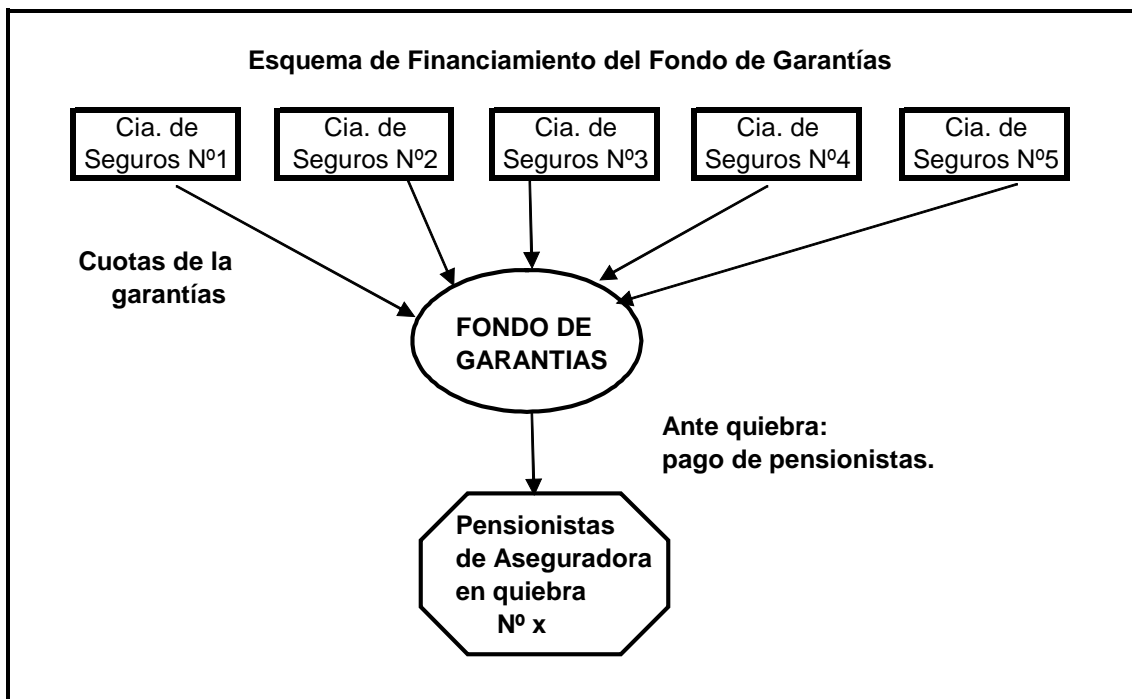 Esquema de Financiamiento del Fondo de Garantías
Cia. de
Seguros Nº1
Cia. de
Seguros Nº2
Cia. de
Seguros Nº3
Cia. de
Seguros Nº4
Cia. de
Seguros Nº5
Cuotas de la
garantías
FONDO DE
GARANTIAS
Ante quiebra:
pago de pensionistas.
Pensionistas
de Aseguradora
en quiebra
Nº x